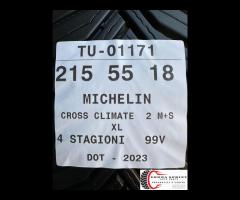 TU-01171
215 55 18
MICHELIN
CROSS CLIMATE 2 M+S
XL
4 STAGIONI 99V
DOT - 2023